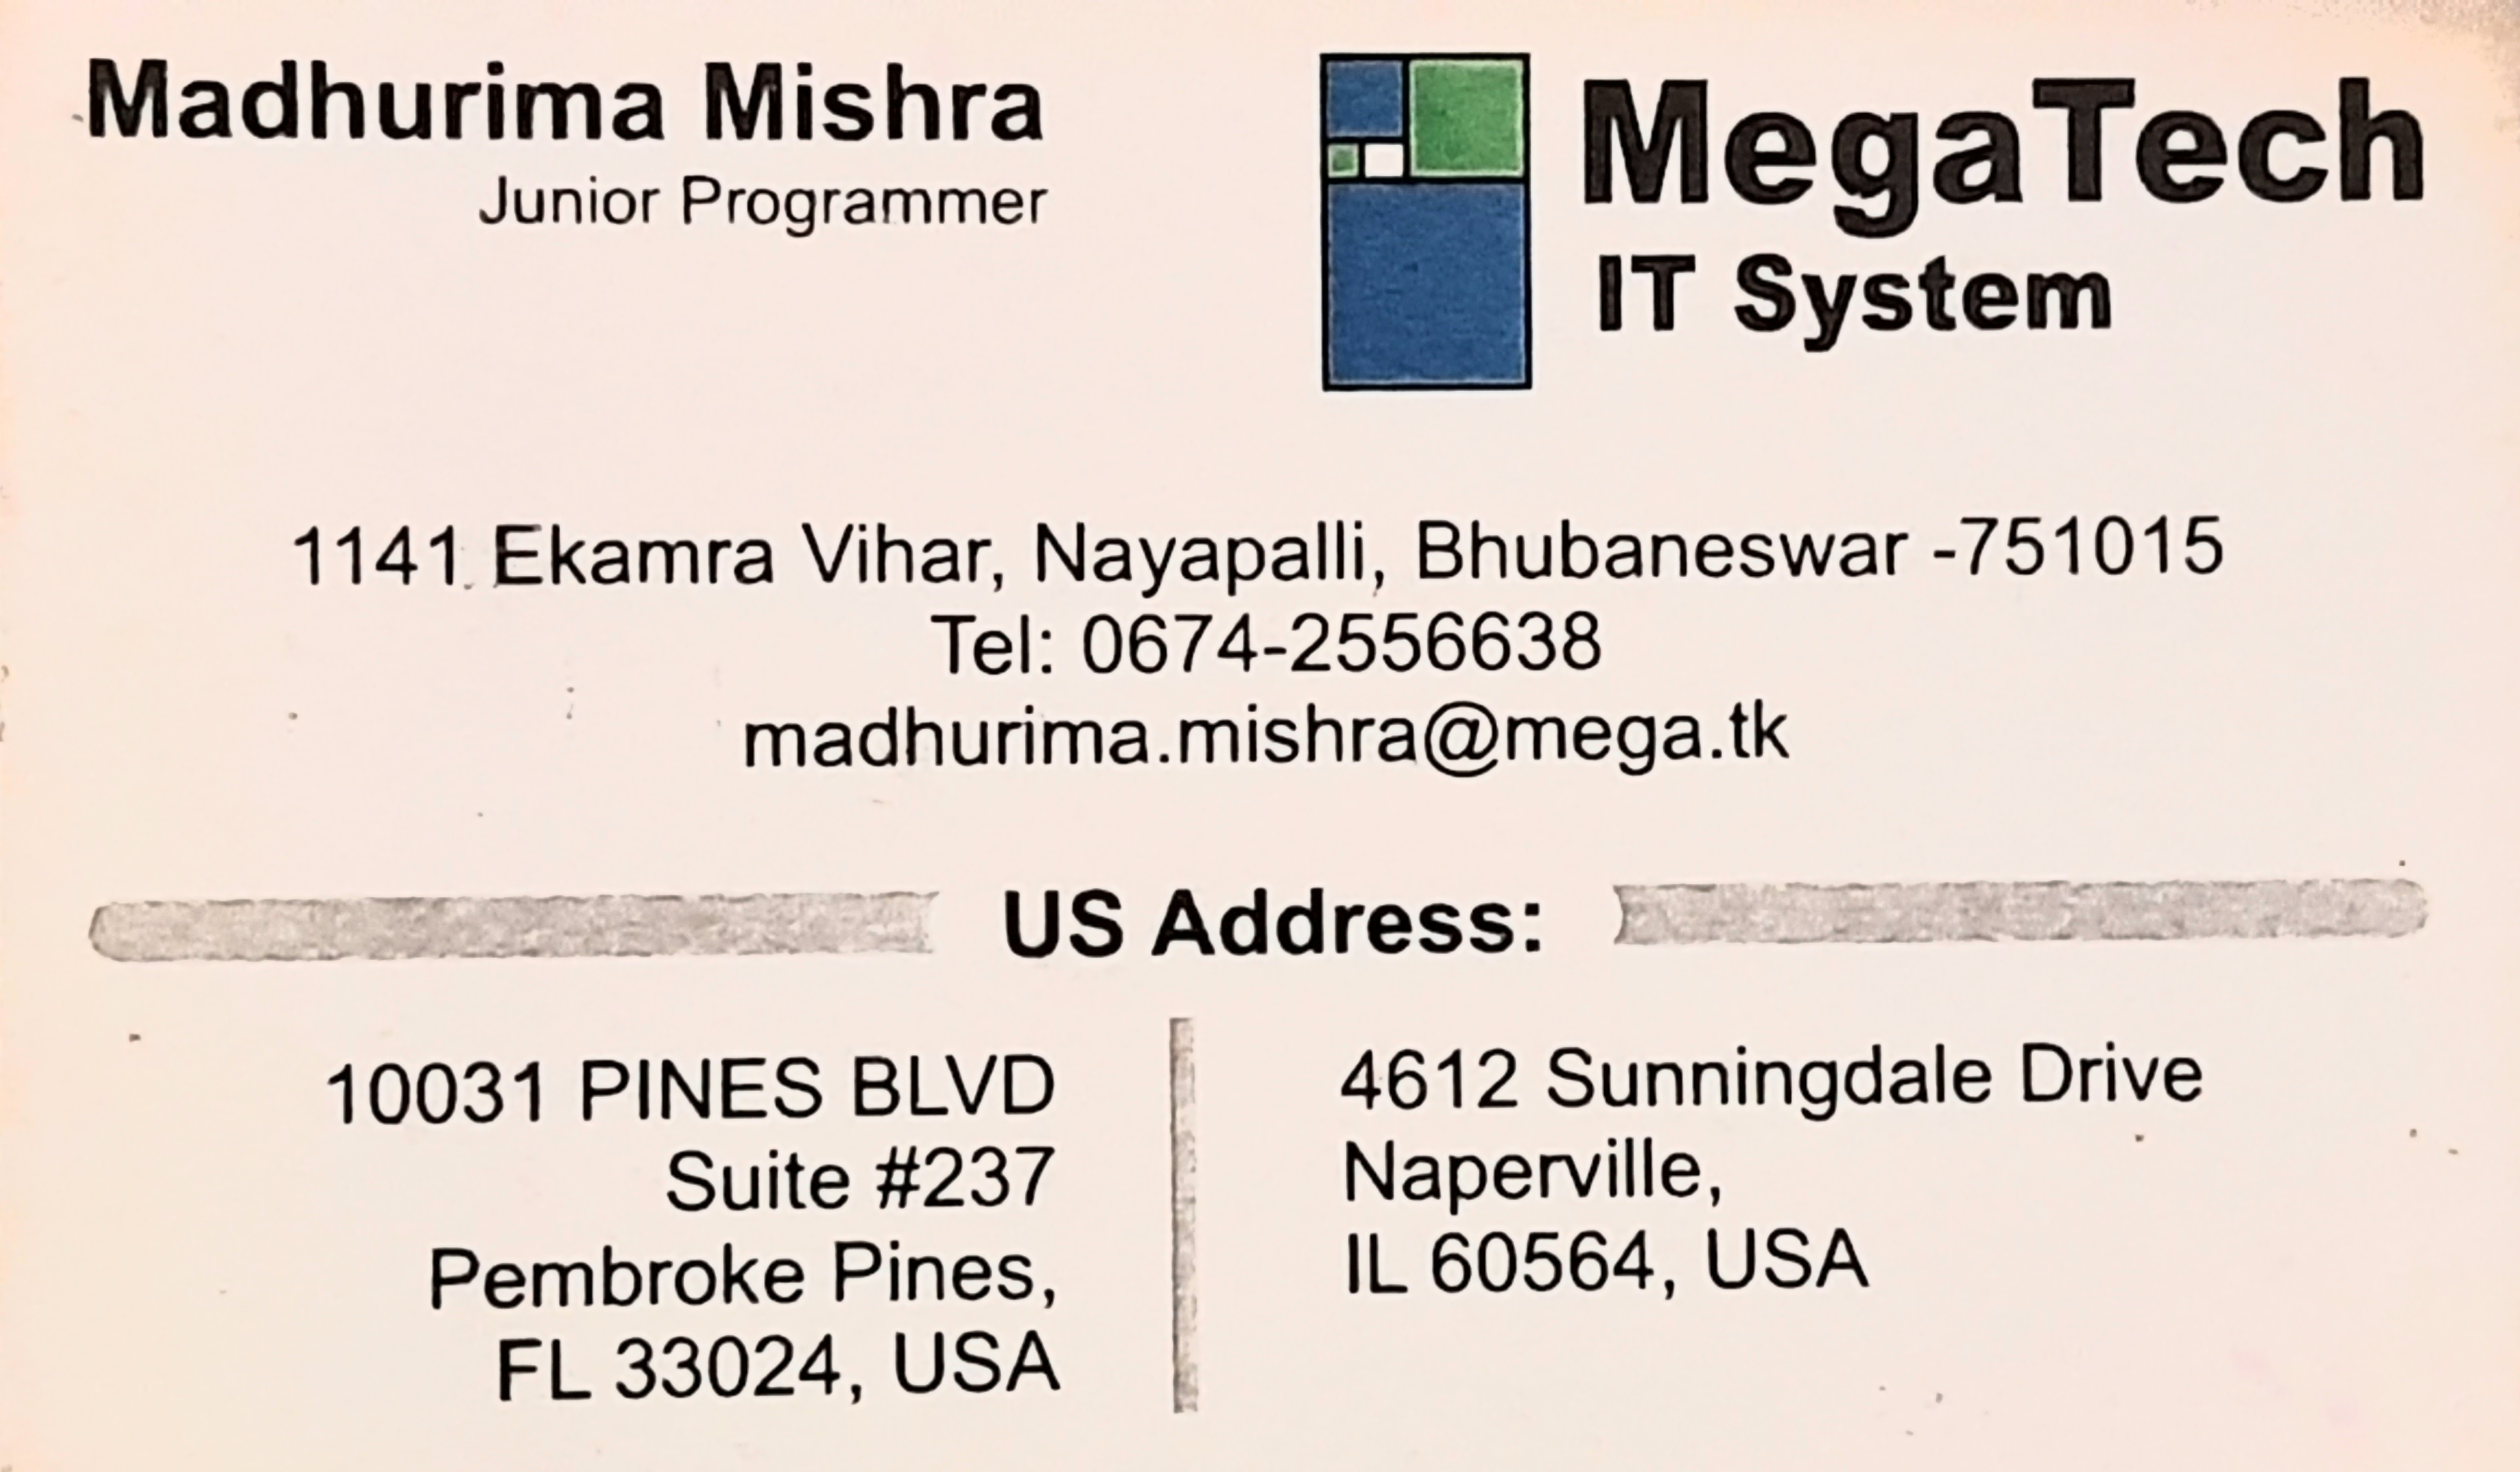 Madhurima Mishra
Junior Programmer
MegaTech
IT System
1141 Ekamra Vihar, Nayapalli, Bhubaneswar -751015
Tel: 0674-2556638
madhurima.mishra@mega.tk
US Address:
10031 PINES BLVD
Suite #237
Pembroke Pines,
FL 33024, USA
4612 Sunningdale Drive
Naperville,
IL 60564, USA